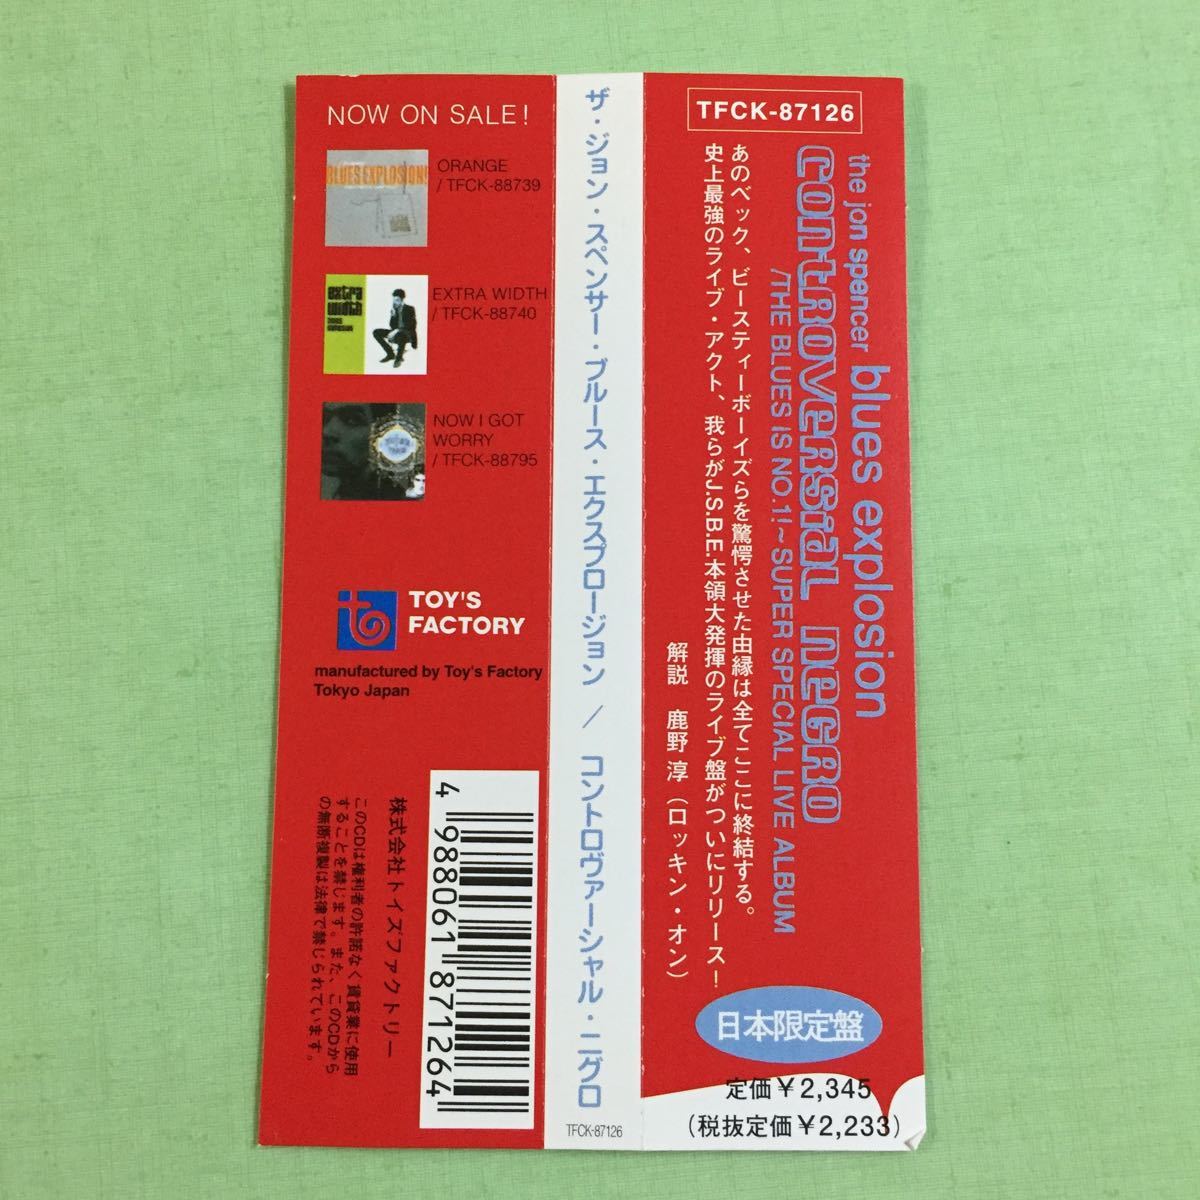 TFCK-87126
the jon spencer blues explosion
CONTROVERSIAL NEGRO
/THE BLUES IS NO.1!~SUPER SPECIAL LIVE ALBUM
あのベック、ビースティーボーイズらを驚愕させた由縁は全てここに終結する。
史上最強のライブ・アクト、我らがJ.S.B.E.本領大発揮のライブ盤がついにリリース！
解説 鹿野 淳（ロッキン・オン）
日本限定盤
定価￥2,345
(税抜定価￥2,233)
ザ・ジョン・スペンサー・ブルース・エクスプロージョン / コントロヴァーシャル・ニグロ
TFCK-87126
NOW ON SALE!
BLUES EXPLOSION
ORANGE
/ TFCK-88739
extra
width
EXTRA WIDTH
/ TFCK-88740
NOW I GOT
WORRY
/ TFCK-88795
TOY'S
FACTORY
manufactured by Toy's Factory
Tokyo Japan
株式会社トイズファクトリー
このCDは権利者の許諾なく賃貸業に使用
することを禁じます。また、このCDから
の無断複製は法律で禁じられています。
4 988061 871264